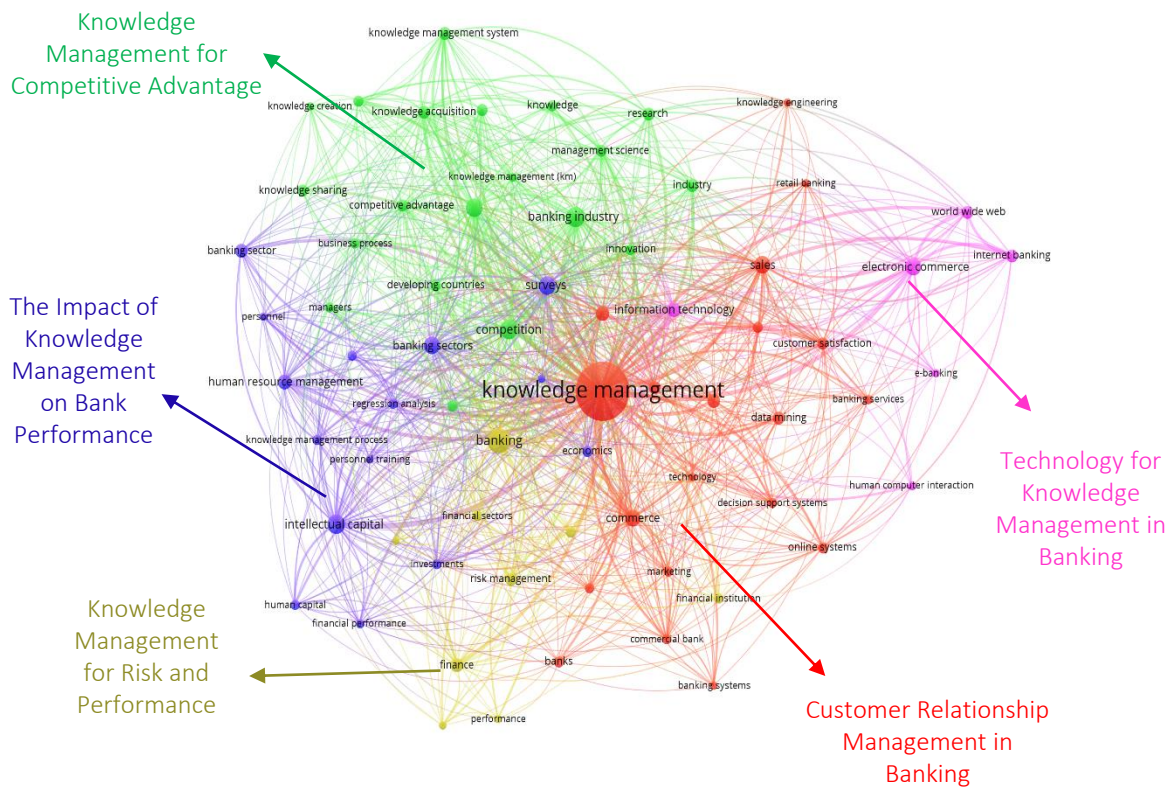 Knowledge
Management for
Competitive Advantage
knowledge management system
knowledge creation
knowledge acquisition
knowledge
research
knowledge engineering
management science
knowledge management (km)
knowledge sharing
industry
retail banking
competitive advantage
banking industry
world wide web
business process
innovation
banking sector
internet banking
sales
electronic commerce
developing countries
surveys
The Impact of
Knowledge
Management
on Bank
Performance
managers
personnel
information technology
competition
banking sectors
customer satisfaction
e-banking
human resource management
knowledge management
regression analysis
banking services
data mining
knowledge management process
banking
personnel training
economics
Technology for
Knowledge
Management in
Banking
technology
human computer interaction
decision support systems
financial sectors
intellectual capital
commerce
online systems
investments
risk management
marketing
financial institution
human capital
financial performance
Knowledge
Management
for Risk and
Performance
commercial bank
finance
banks
banking systems
performance
Customer Relationship
Management in
Banking